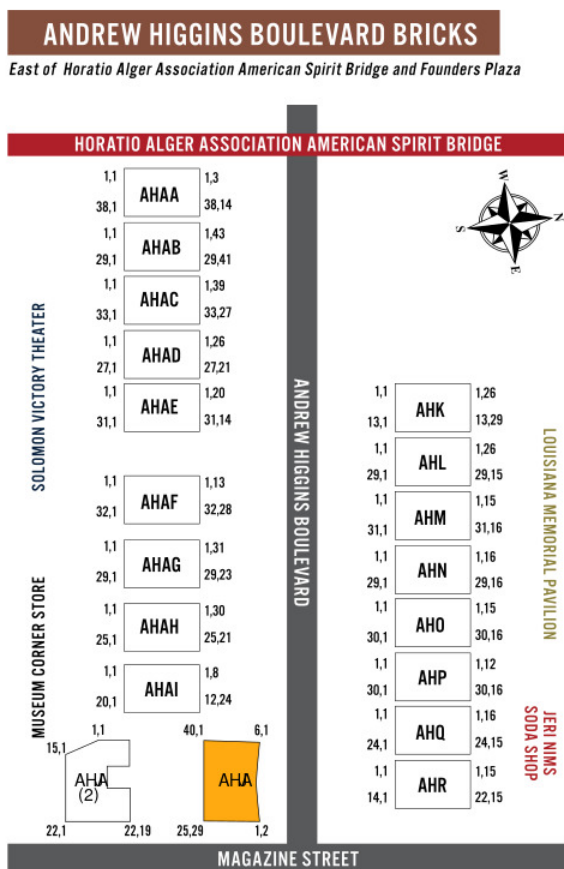 ANDREW HIGGINS BOULEVARD BRICKS
East of Horatio Alger Association American Spirit Bridge and Founders Plaza
HORATIO ALGER ASSOCIATION AMERICAN SPIRIT BRIDGE
W
N
S
E
1,1 1,3
AHAA
38,1 38,14
1,1 1,43
AHAB
29,1 29,41
1,1 1,39
AHAC
33,1 33,27
1,1 1,26
AHAD
27,1 27,21
1,1 1,20
AHAE
31,1 31,14
1,1 1,13
AHAF
32,1 32,28
1,1 1,31
AHAG
29,1 29,23
1,1 1,30
AHAH
25,1 25,21
1,1 1,8
AHAI
20,1 12,24
1,1
15,1
AHA
(2)
22,1 22,19
40,1 6,1
AHA
25,29 1,2
SOLOMON VICTORY THEATER
MUSEUM CORNER STORE
ANDREW HIGGINS BOULEVARD
1,1 1,26
AHK
13,1 13,29
1,1 1,26
AHL
29,1 29,15
1,1 1,15
AHM
31,1 31,16
1,1 1,16
AHN
29,1 29,16
1,1 1,15
AHO
30,1 30,16
1,1 1,12
AHP
30,1 30,16
1,1 1,16
AHQ
24,1 24,15
1,1 1,15
AHR
14,1 22,15
LOUISIANA MEMORIAL PAVILION
JERI NIMS
SODA SHOP
MAGAZINE STREET